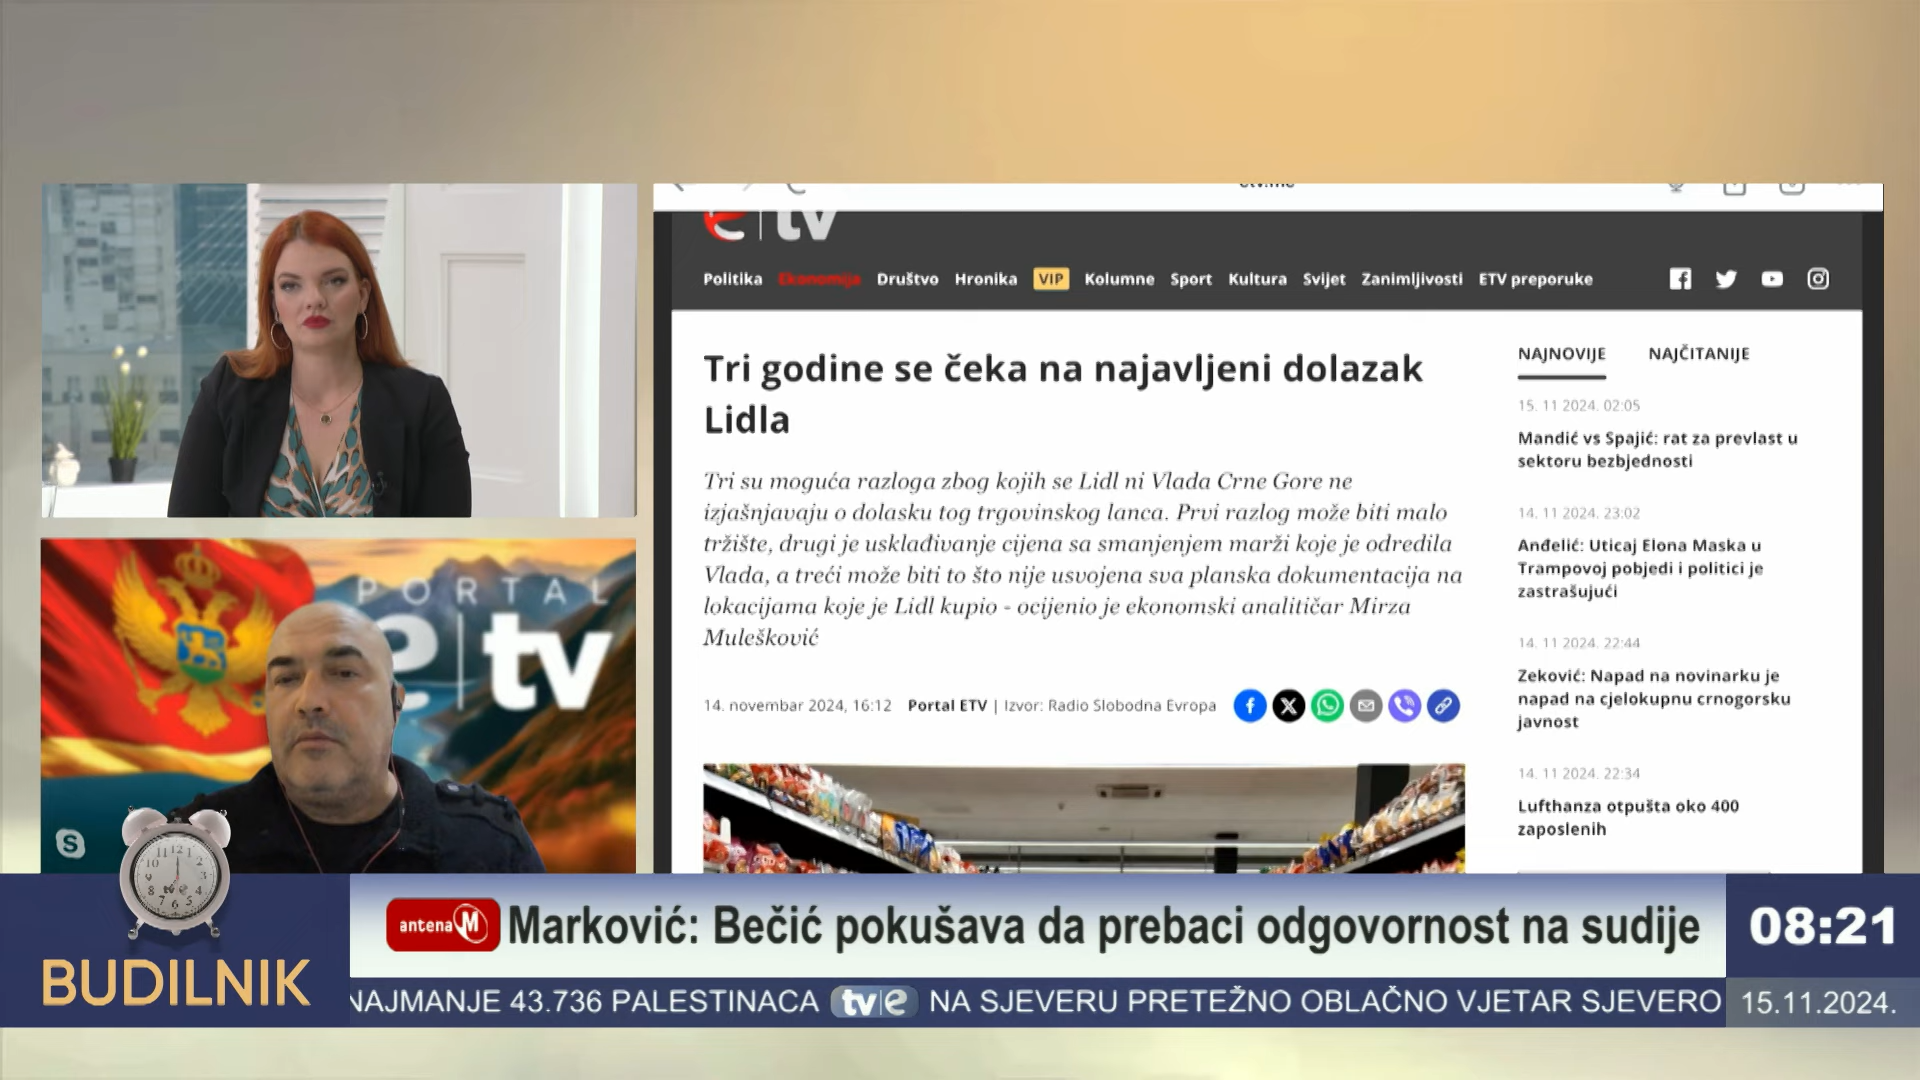 etv.me
e tv
Politika Ekonomija Društvo Hronika VIP Kolumne Sport Kultura Svijet Zanimljivosti ETV preporuke
Tri godine se čeka na najavljeni dolazak
Lidla
Tri su moguća razloga zbog kojih se Lidl ni Vlada Crne Gore ne
izjašnjavaju o dolasku tog trgovinskog lanca. Prvi razlog može biti malo
tržište, drugi je usklađivanje cijena sa smanjenjem marži koje je odredila
Vlada, a treći može biti to što nije usvojena sva planska dokumentacija na
lokacijama koje je Lidl kupio - ocijenio je ekonomski analitičar Mirza
Mulešković
14. novembar 2024, 16:12 Portal ETV | Izvor: Radio Slobodna Evropa
NAJNOVIJE NAJČITANIJE
15. 11 2024. 02:05
Mandić vs Spajić: rat za prevlast u
sektoru bezbjednosti
14. 11 2024. 23:02
Anđelić: Uticaj Elona Maska u
Trampovoj pobjedi i politici je
zastrašujući
14. 11 2024. 22:44
Zeković: Napad na novinarku je
napad na cjelokupnu crnogorsku
javnost
14. 11 2024. 22:34
Lufthanza otpušta oko 400
zaposlenih
PORTAL
e tv
BUDILNIK
antena M Marković: Bečić pokušava da prebaci odgovornost na sudije
08:21
NAJMANJE 43.736 PALESTINACA tv e NA SJEVERU PRETEŽNO OBLAČNO VJETAR SJEVERO
15.11.2024.